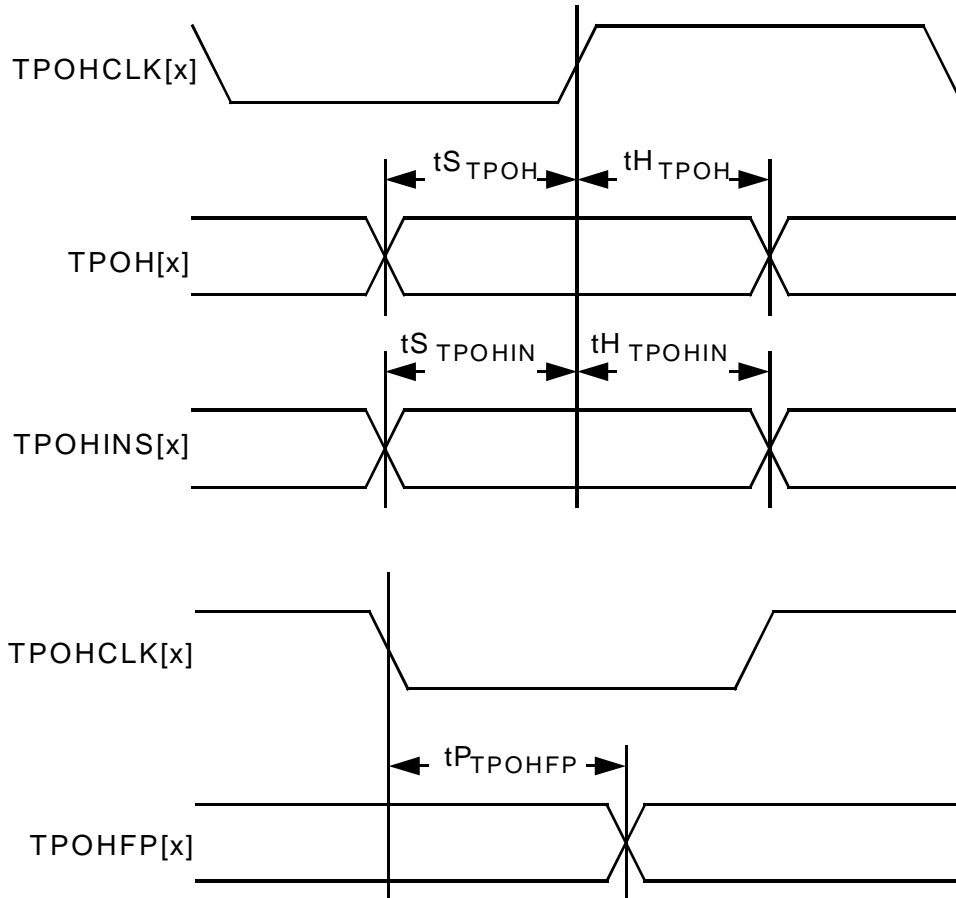 TPOHCLK[x]
tS TPOH tH TPOH
TPOH[x]
tS TPOHIN tH TPOHIN
TPOHINS[x]
TPOHCLK[x]
tP TPOHFP
TPOHFP[x]